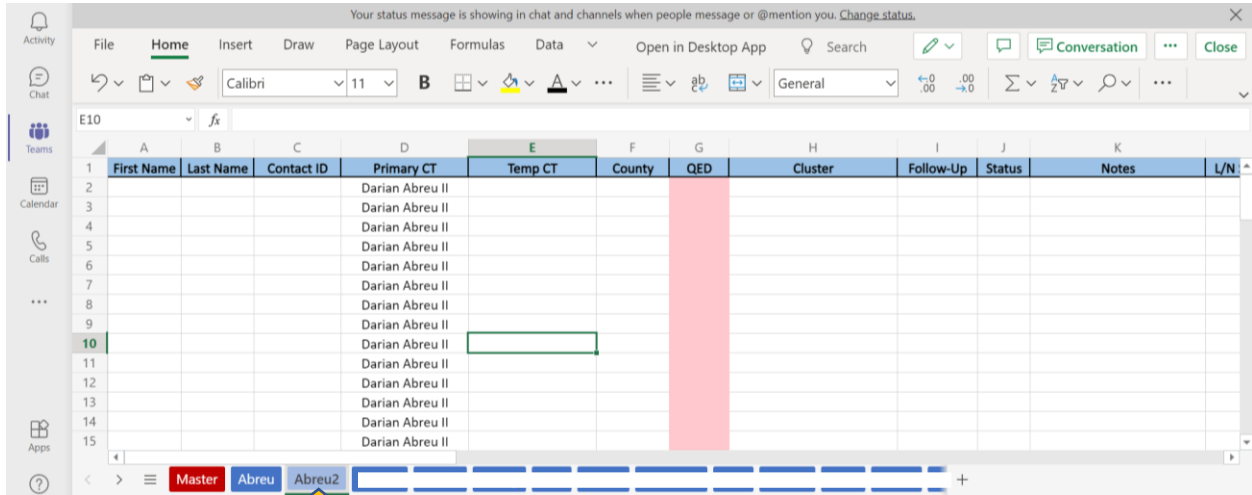 Your status message is showing in chat and channels when people message or @mention you. Change status.
Activity
Chat
Teams
Calendar
Calls
Apps
File Home Insert Draw Page Layout Formulas Data Open in Desktop App Search Conversation Close
Calibri 11 B A ab General .00 .00 Σ
E10 fx
A B C D E F G H I J K
1 First Name Last Name Contact ID Primary CT Temp CT County QED Cluster Follow-Up Status Notes L/N
2 Darian Abreu II
3 Darian Abreu II
4 Darian Abreu II
5 Darian Abreu II
6 Darian Abreu II
7 Darian Abreu II
8 Darian Abreu II
9 Darian Abreu II
10 Darian Abreu II
11 Darian Abreu II
12 Darian Abreu II
13 Darian Abreu II
14 Darian Abreu II
15 Darian Abreu II
Master Abreu Abreu2